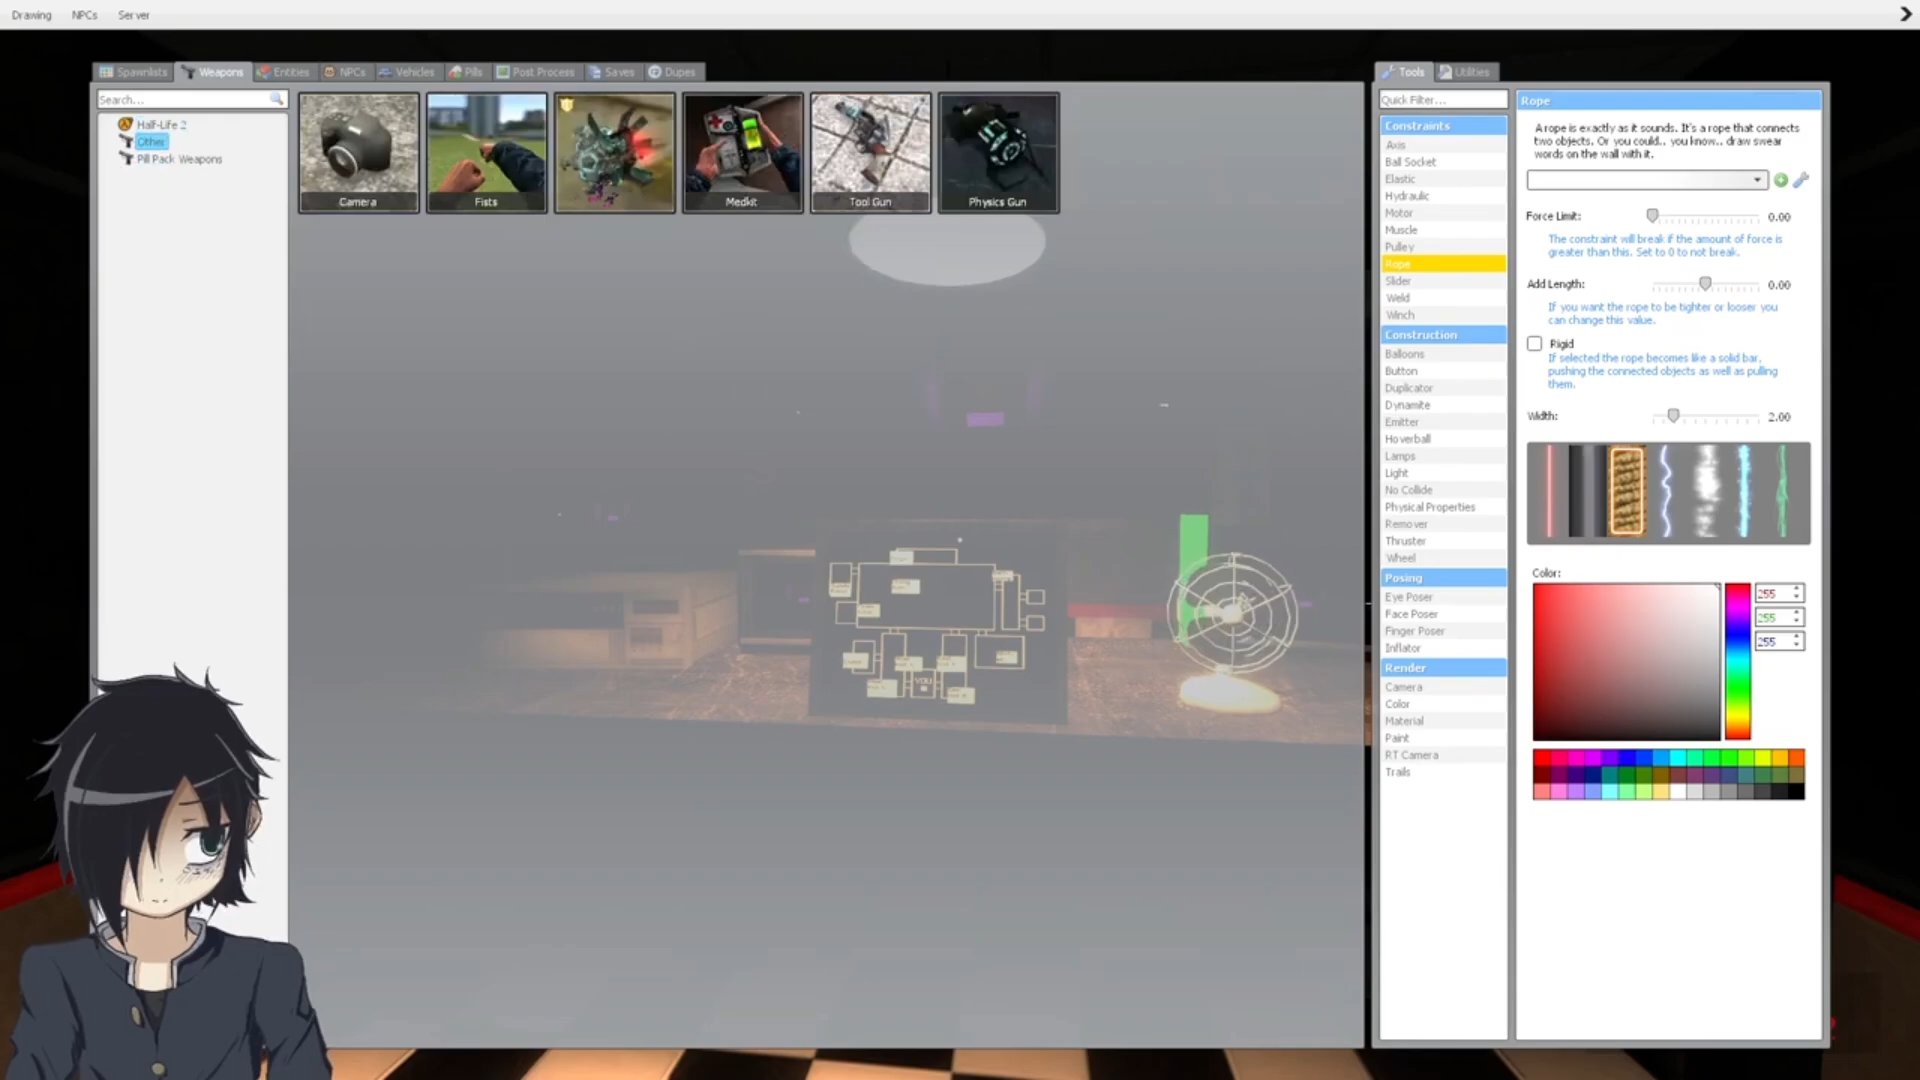 Drawing NPCs Server
Spawnlists Weapons Entities NPCs Vehicles Pills Post Process Saves Dupes
Search...
Half-Life 2
Other
Pill Pack Weapons
Camera Fists Medkit Tool Gun Physics Gun
YOU
Tools Utilities
Quick Filter...
Constraints
Axis
Ball Socket
Elastic
Hydraulic
Motor
Muscle
Pulley
Rope
Slider
Weld
Winch
Construction
Balloons
Button
Duplicator
Dynamite
Emitter
Hoverball
Lamps
Light
No Collide
Physical Properties
Remover
Thruster
Wheel
Posing
Eye Poser
Face Poser
Finger Poser
Inflator
Render
Camera
Color
Material
Paint
RT Camera
Trails
Rope
A rope is exactly as it sounds. It's a rope that connects
two objects. Or you could.. you know.. draw swear
words on the wall with it.
Force Limit: 0.00
The constraint will break if the amount of force is
greater than this. Set to 0 to not break.
Add Length: 0.00
If you want the rope to be tighter or looser you
can change this value.
Rigid
If selected the rope becomes like a solid bar,
pushing the connected objects as well as pulling
them.
Width: 2.00
Color:
255
255
255